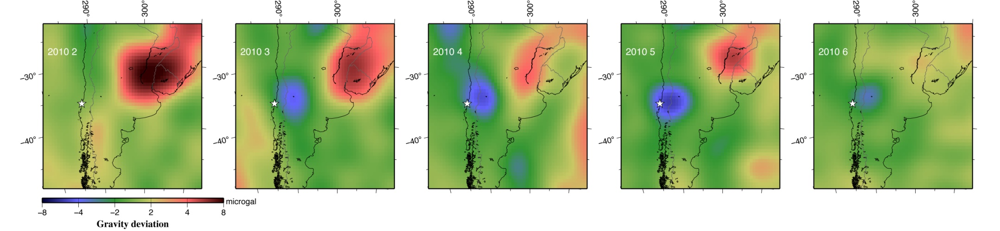 290° 300° 290° 300° 290° 300° 290° 300° 290° 300°
2010 2 2010 3 2010 4 2010 5 2010 6
−30° −30° −30° −30° −30°
−40° −40° −40° −40° −40°
microgal
−8 −4 −2 2 4 8
Gravity deviation